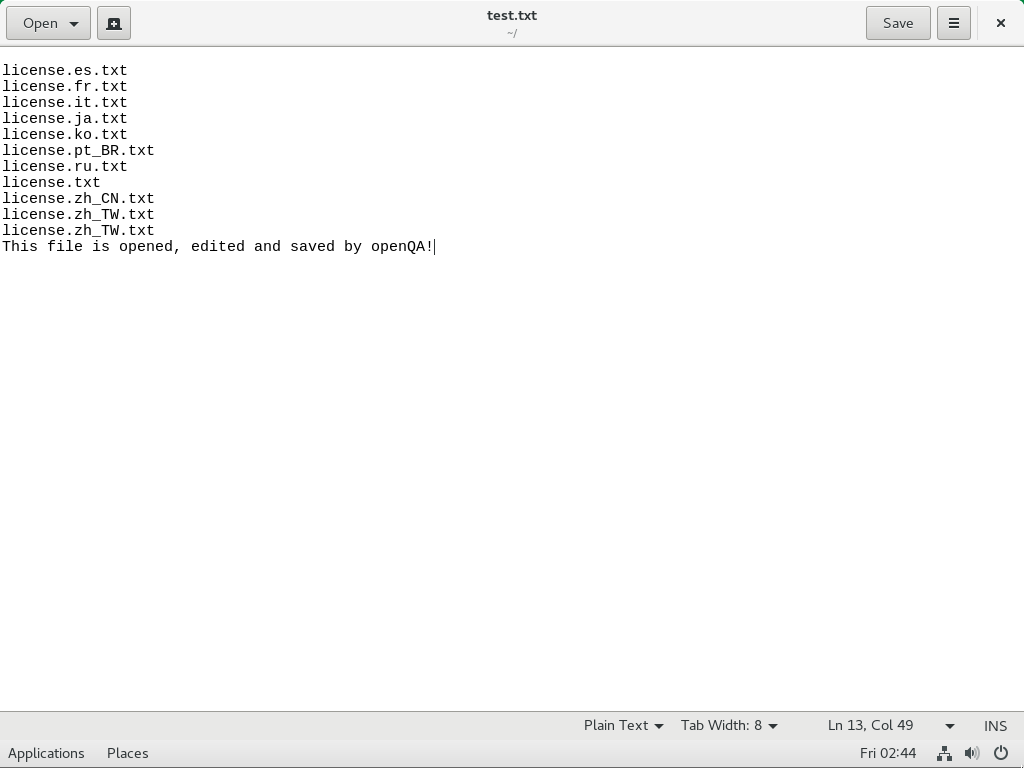 Open
test.txt
~/
Save
license.es.txt
license.fr.txt
license.it.txt
license.ja.txt
license.ko.txt
license.pt_BR.txt
license.ru.txt
license.txt
license.zh_CN.txt
license.zh_TW.txt
license.zh_TW.txt
This file is opened, edited and saved by openQA!
Plain Text
Tab Width: 8
Ln 13, Col 49
INS
Applications
Places
Fri 02:44